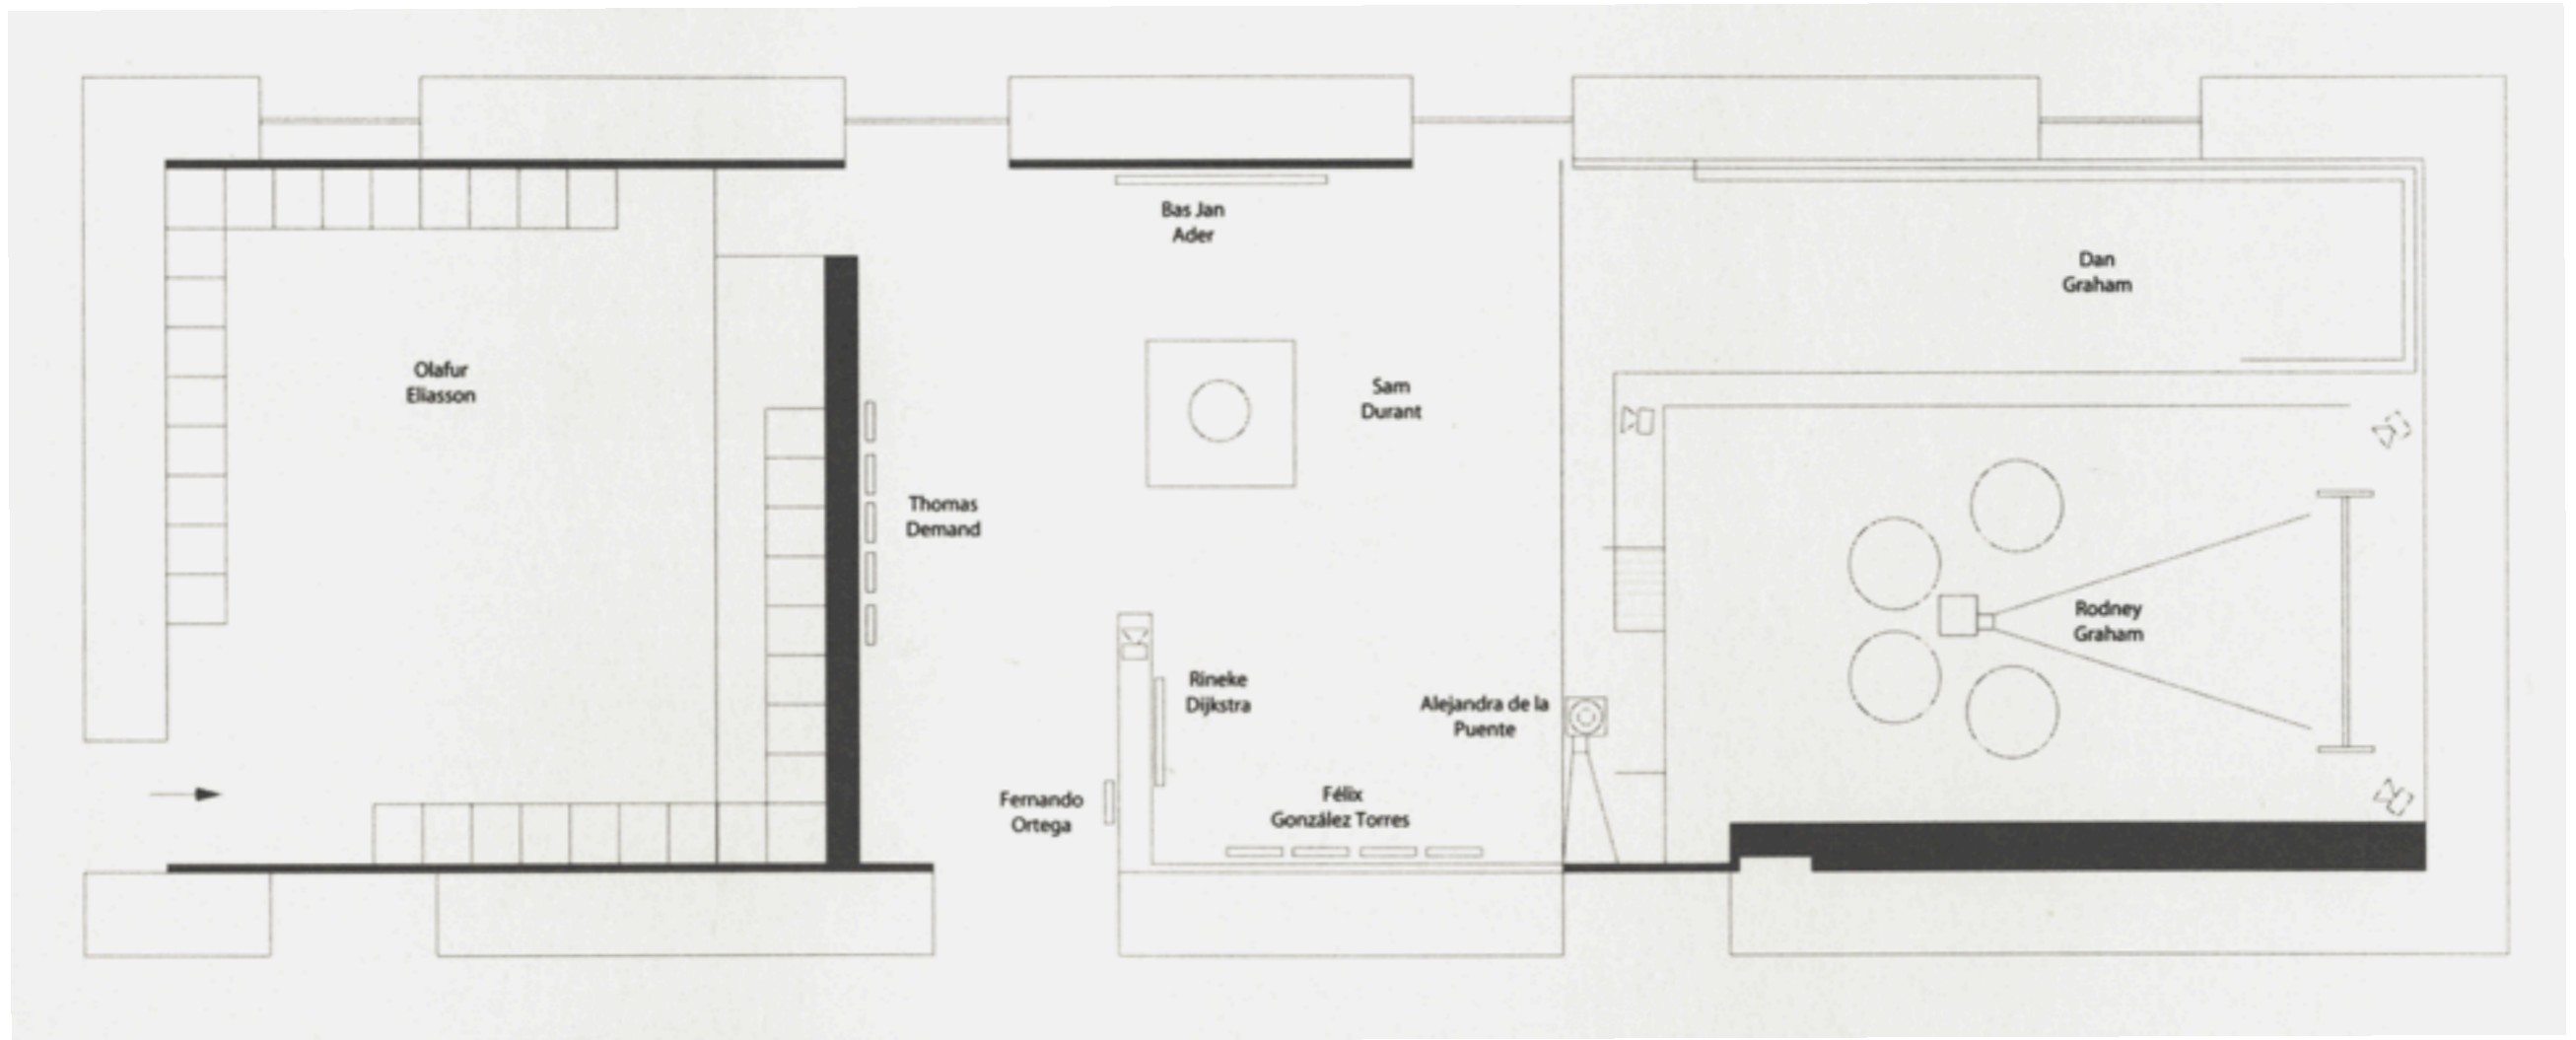 Bas Jan
Ader
Dan
Graham
Olafur
Eliasson
Sam
Durant
Thomas
Demand
Rodney
Graham
Rineke
Dijkstra
Alejandra de la
Puente
Fernando
Ortega
Félix
González Torres